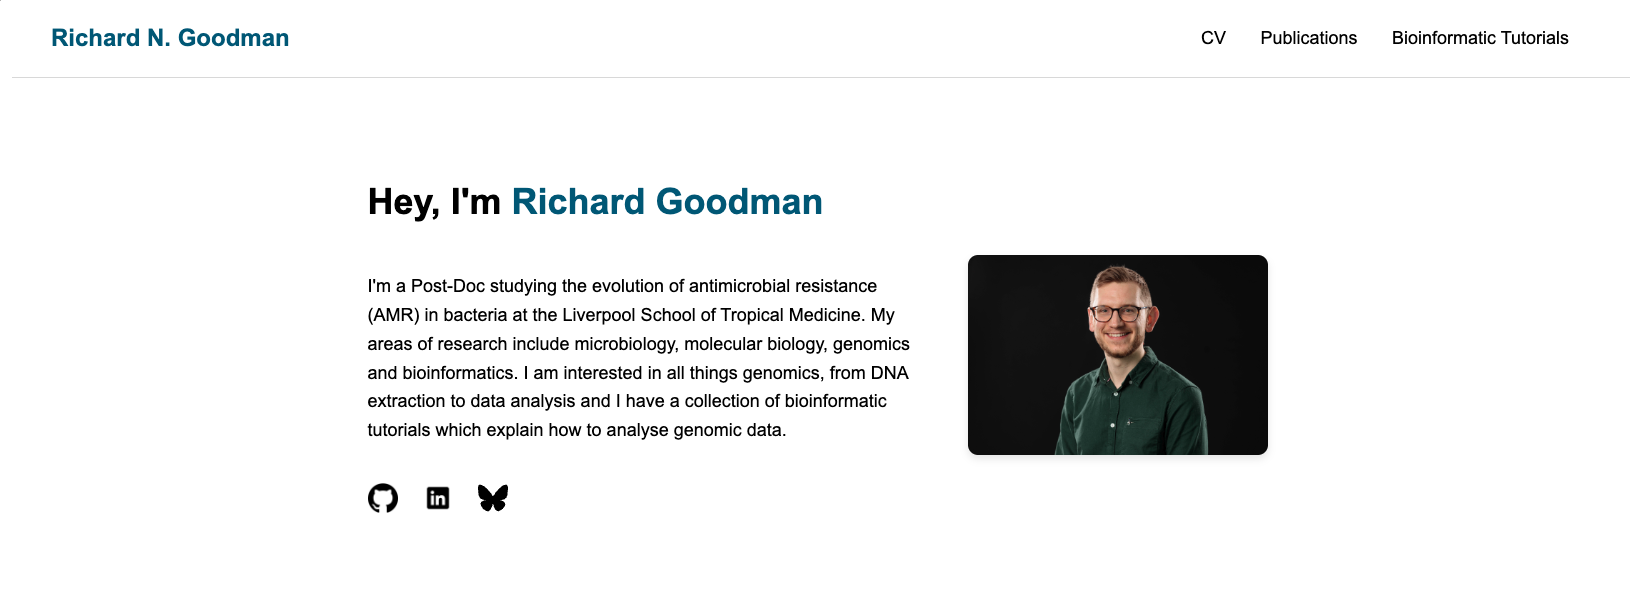 Richard N. Goodman
CV
Publications
Bioinformatic Tutorials
Hey, I'm Richard Goodman
I'm a Post-Doc studying the evolution of antimicrobial resistance
(AMR) in bacteria at the Liverpool School of Tropical Medicine. My
areas of research include microbiology, molecular biology, genomics
and bioinformatics. I am interested in all things genomics, from DNA
extraction to data analysis and I have a collection of bioinformatic
tutorials which explain how to analyse genomic data.
in